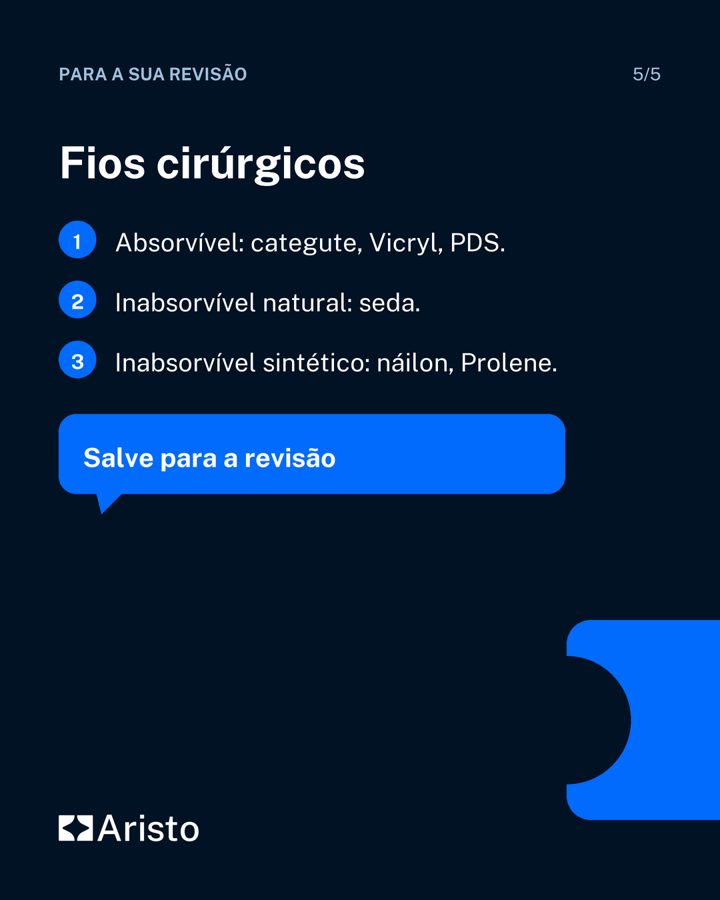 PARA A SUA REVISÃO
5/5
Fios cirúrgicos
1 Absorvível: categute, Vicryl, PDS.
2 Inabsorvível natural: seda.
3 Inabsorvível sintético: náilon, Prolene.
Salve para a revisão
Aristo